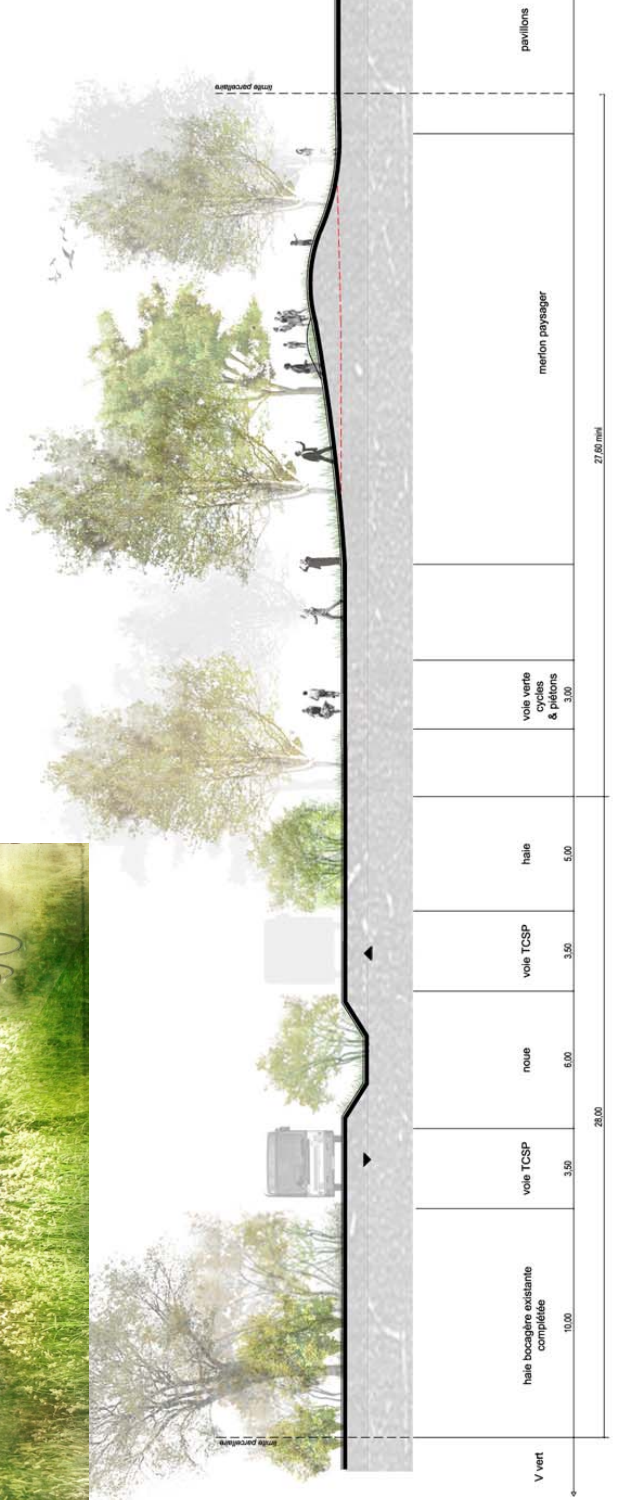 limite parcellaire
limite parcellaire
V vert
haie bocagère existante
complétée
10,00
voie TCSP
3,50
noue
6,00
voie TCSP
3,50
haie
5,00
voie verte
cycles
& piétons
3,00
merlon paysager
pavillons
28,00
27,60 mini